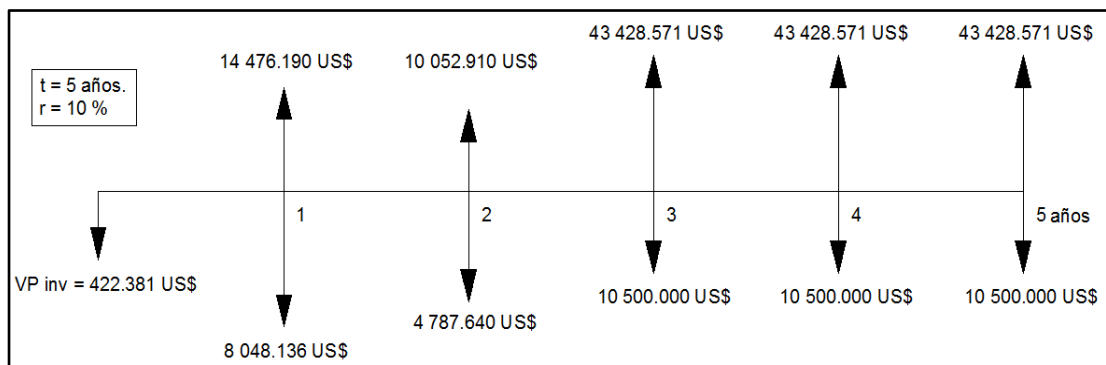 43 428.571 US$ 43 428.571 US$ 43 428.571 US$
14 476.190 US$ 10 052.910 US$
t = 5 años.
r = 10 %
1 2 3 4 5 años
VP inv = 422.381 US$
10 500.000 US$ 10 500.000 US$ 10 500.000 US$
4 787.640 US$
8 048.136 US$